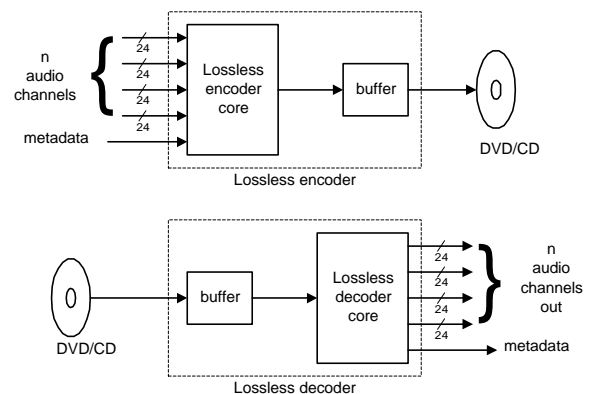 n
audio
channels
24
24
24
24
metadata
Lossless
encoder
core
buffer
DVD/CD
Lossless encoder
DVD/CD
buffer
Lossless
decoder
core
24
24
24
24
n
audio
channels
out
metadata
Lossless decoder